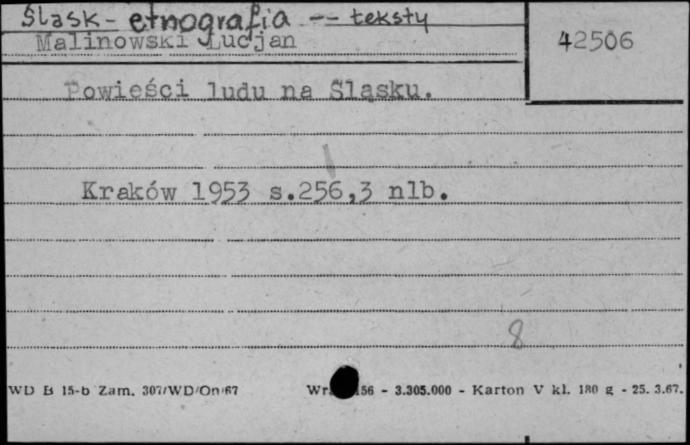 Śląsk - etnografia -- teksty
Malinowski Lucjan
42506
Powieści ludu na Śląsku.
Kraków 1953 s.256,3 nlb.
8
WD B 15-b Zam. 307/WD/On/67 56 - 3.305.000 - Karton V kl. 180 g - 25. 3.67.